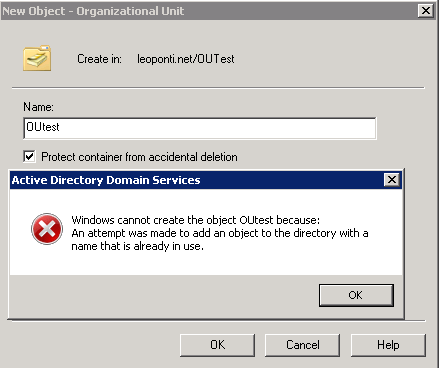 New Object - Organizational Unit
Create in: leoponti.net/OUTest
Name:
OUtest
Protect container from accidental deletion
Active Directory Domain Services
Windows cannot create the object OUtest because:
An attempt was made to add an object to the directory with a
name that is already in use.
OK
OK
Cancel
Help